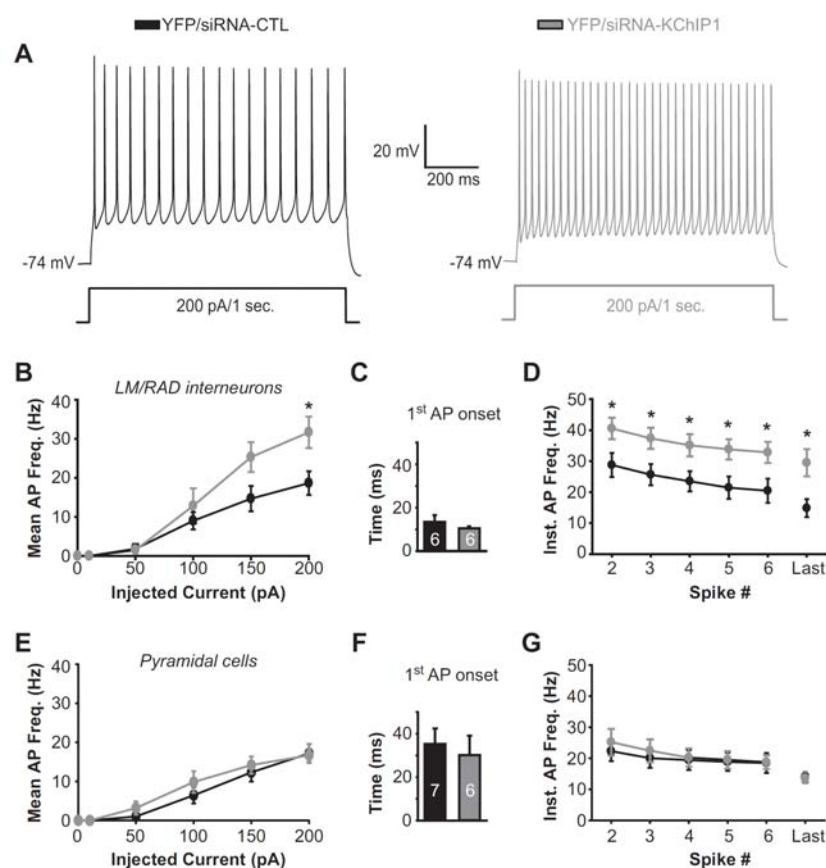 YFP/siRNA-CTL
YFP/siRNA-KChIP1
A
20 mV
200 ms
-74 mV
-74 mV
200 pA/1 sec.
200 pA/1 sec.
B
LM/RAD interneurons
Mean AP Freq. (Hz)
40
30
20
10
0
*
0 50 100 150 200
Injected Current (pA)
C
1st AP onset
Time (ms)
40
20
0
6 6
D
Inst. AP Freq. (Hz)
50
40
30
20
10
0
* * * * * *
2 3 4 5 6 Last
Spike #
E
Pyramidal cells
Mean AP Freq. (Hz)
40
30
20
10
0
0 50 100 150 200
Injected Current (pA)
F
1st AP onset
Time (ms)
40
20
0
7 6
G
Inst. AP Freq. (Hz)
50
40
30
20
10
0
2 3 4 5 6 Last
Spike #